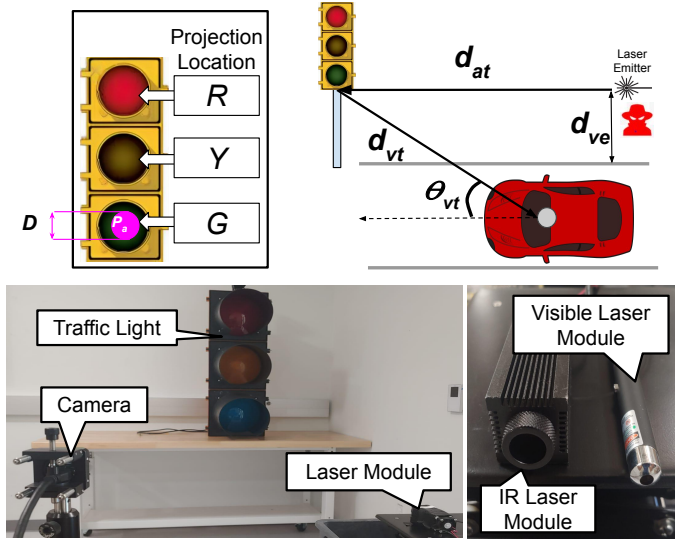 Projection
Location
R
Y
G
D
Pa
dat
Laser
Emitter
dvt
dve
θvt
Traffic Light
Camera
Laser Module
Visible Laser
Module
IR Laser
Module